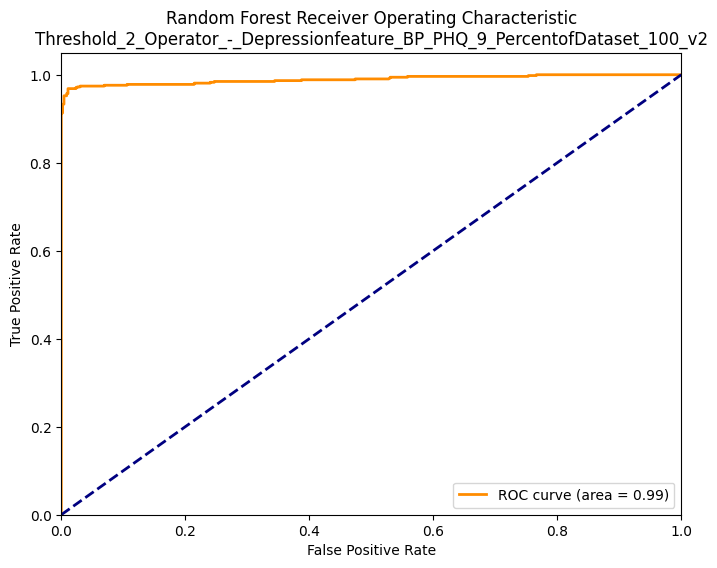 Random Forest Receiver Operating Characteristic
Threshold_2_Operator_-_Depressionfeature_BP_PHQ_9_PercentofDataset_100_v2
True Positive Rate
1.0
0.8
0.6
0.4
0.2
0.0
ROC curve (area = 0.99)
0.0 0.2 0.4 0.6 0.8 1.0
False Positive Rate